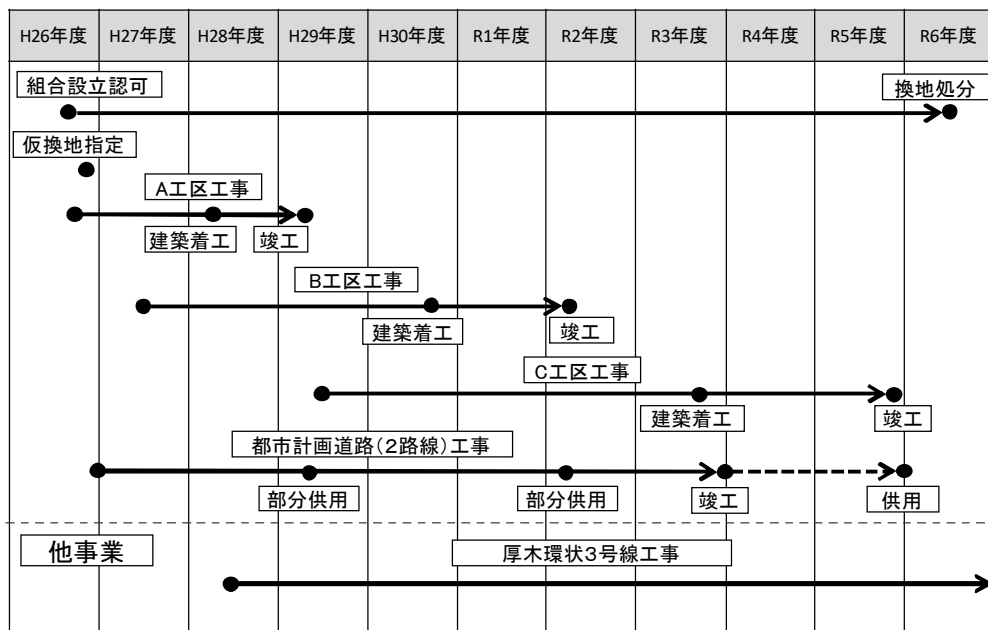 H26年度 H27年度 H28年度 H29年度 H30年度 R1年度 R2年度 R3年度 R4年度 R5年度 R6年度
組合設立認可 換地処分
仮換地指定
A工区工事
建築着工 竣工
B工区工事
建築着工 竣工
C工区工事
建築着工 竣工
都市計画道路(2路線)工事
部分供用 部分供用 竣工 供用
他事業 厚木環状3号線工事